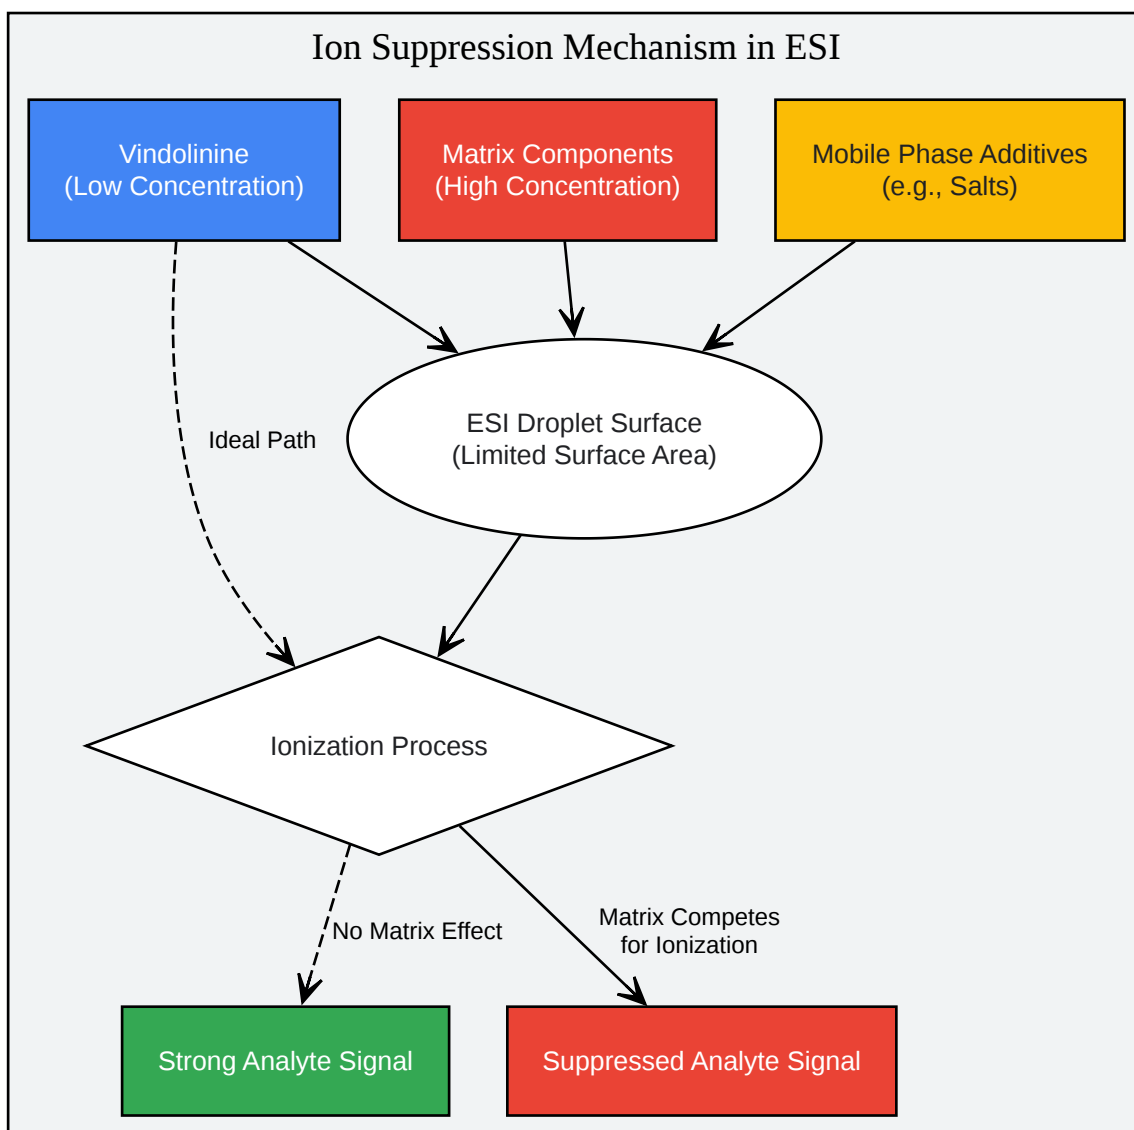 Ion Suppression Mechanism in ESI
Vindolinine
(Low Concentration)
Matrix Components
(High Concentration)
Mobile Phase Additives
(e.g., Salts)
Ideal Path
ESI Droplet Surface
(Limited Surface Area)
Ionization Process
No Matrix Effect
Matrix Competes
for Ionization
Strong Analyte Signal
Suppressed Analyte Signal